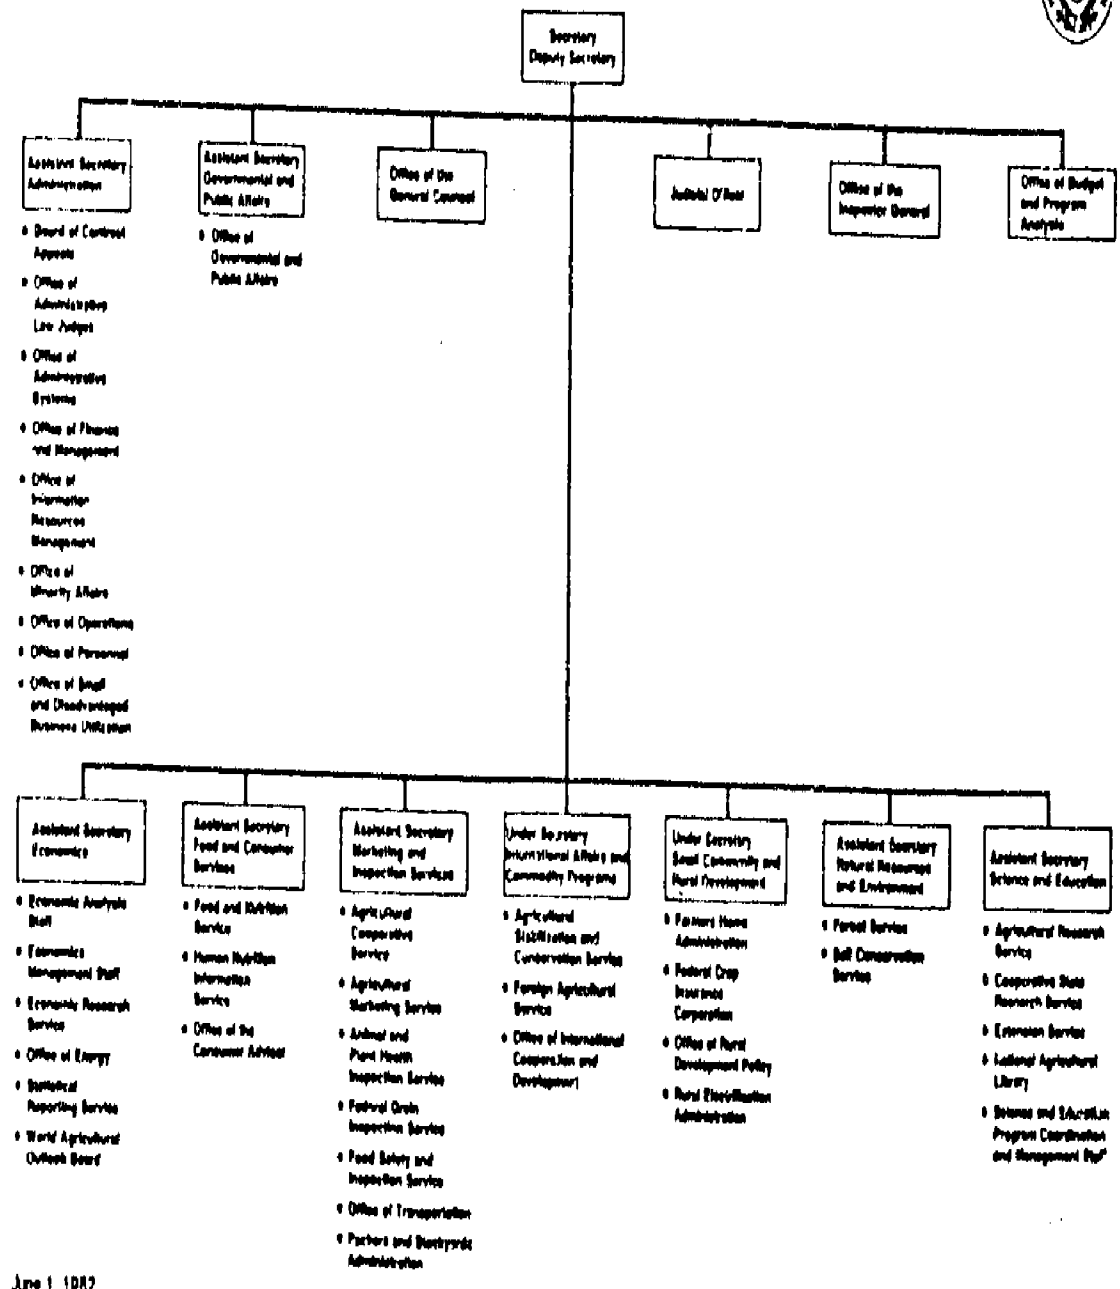 Secretary
Deputy Secretary
Assistant Secretary
Administration
Assistant Secretary
Governmental and
Public Affairs
Office of the
General Counsel
Judicial Officer
Office of the
Inspector General
Office of Budget
and Program
Analysis
Board of Contract
Appeals
Office of
Administrative
Law Judges
Office of
Administrative
Systems
Office of Finance
and Management
Office of
Information
Resources
Management
Office of
Minority Affairs
Office of Operations
Office of Personnel
Office of Small
and Disadvantaged
Business Utilization
Office of
Governmental and
Public Affairs
Assistant Secretary
Economics
Economic Analysis
Staff
Economics
Management Staff
Economic Research
Service
Office of Energy
Statistical
Reporting Service
World Agricultural
Outlook Board
Assistant Secretary
Food and Consumer
Services
Food and Nutrition
Service
Human Nutrition
Information
Service
Office of the
Consumer Advisor
Assistant Secretary
Marketing and
Inspection Services
Agricultural
Cooperative
Service
Agricultural
Marketing Service
Animal and
Plant Health
Inspection Service
Federal Grain
Inspection Service
Food Safety and
Inspection Service
Office of Transportation
Packers and Stockyards
Administration
Under Secretary
International Affairs and
Commodity Programs
Agricultural
Stabilization and
Conservation Service
Foreign Agricultural
Service
Office of International
Cooperation and
Development
Under Secretary
Small Community and
Rural Development
Farmers Home
Administration
Federal Crop
Insurance
Corporation
Office of Rural
Development Policy
Rural Electrification
Administration
Assistant Secretary
Natural Resources
and Environment
Forest Service
Soil Conservation
Service
Assistant Secretary
Science and Education
Agricultural Research
Service
Cooperative State
Research Service
Extension Service
National Agricultural
Library
Science and Education
Program Coordination
and Management Staff
June 1, 1982